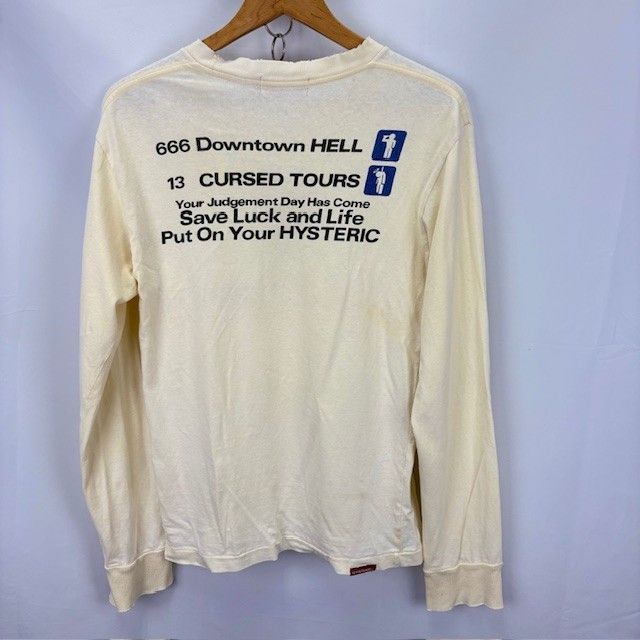 666 Downtown HELL
13 CURSED TOURS
Your Judgement Day Has Come
Save Luck and Life
Put On Your HYSTERIC